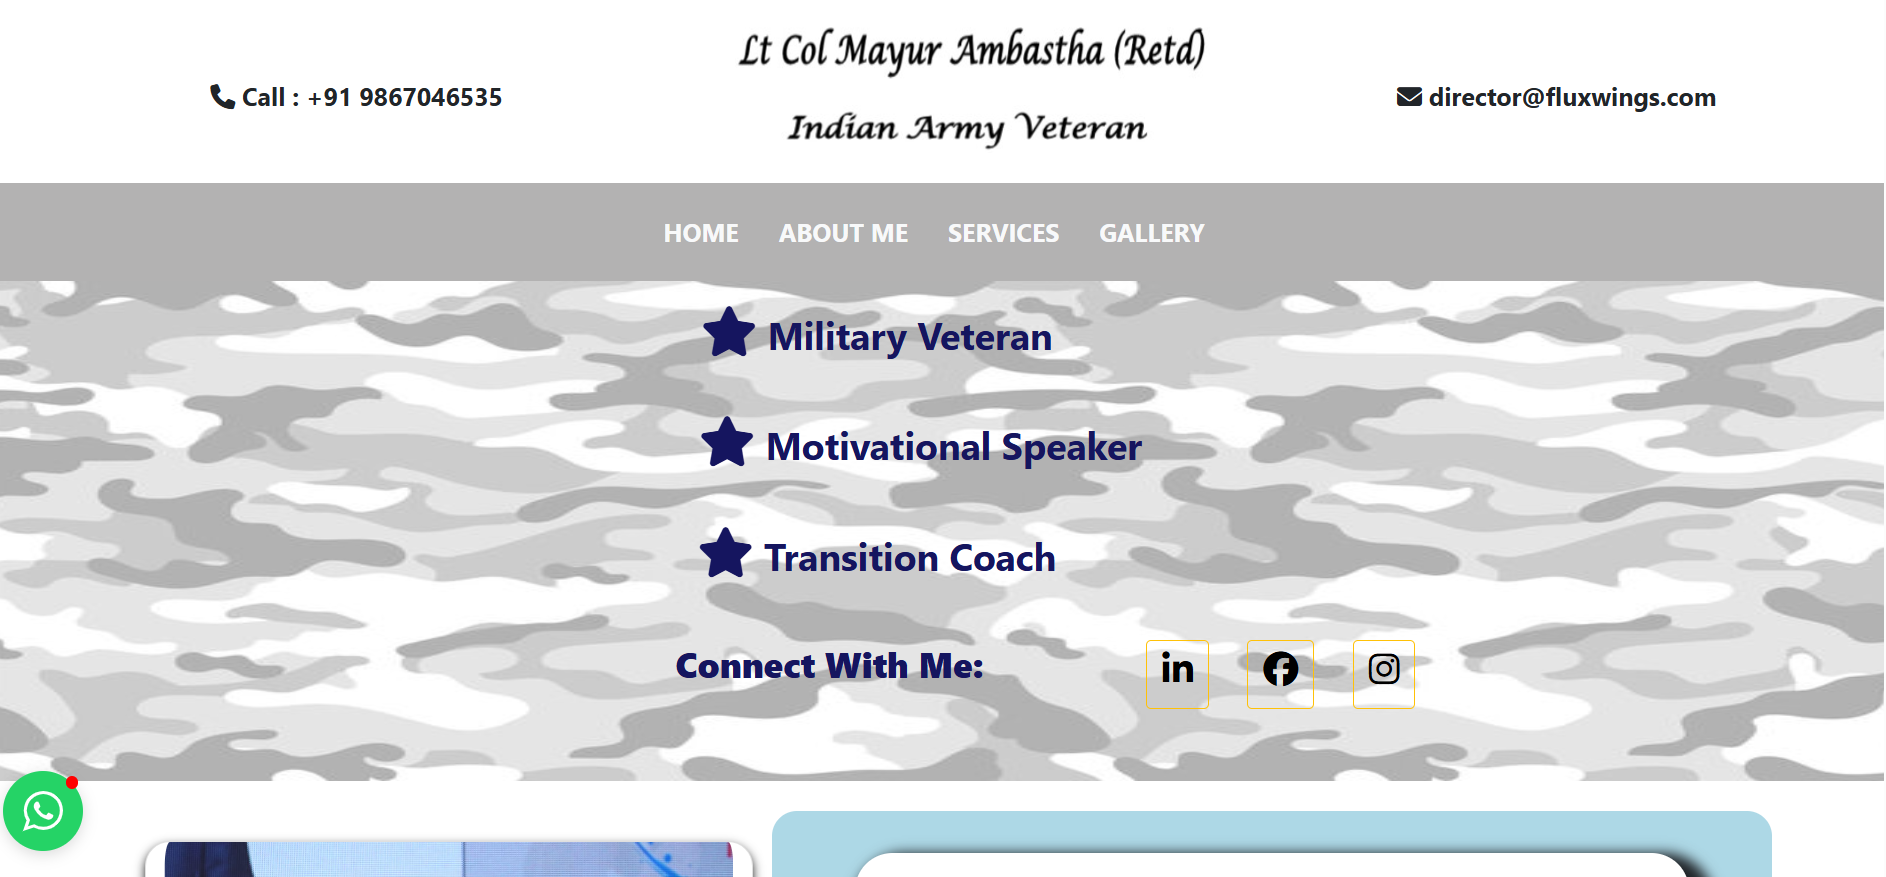 Lt Col Mayur Ambastha (Retd)
Indian Army Veteran
Call : +91 9867046535
director@fluxwings.com
HOME ABOUT ME SERVICES GALLERY
Military Veteran
Motivational Speaker
Transition Coach
Connect With Me:
in